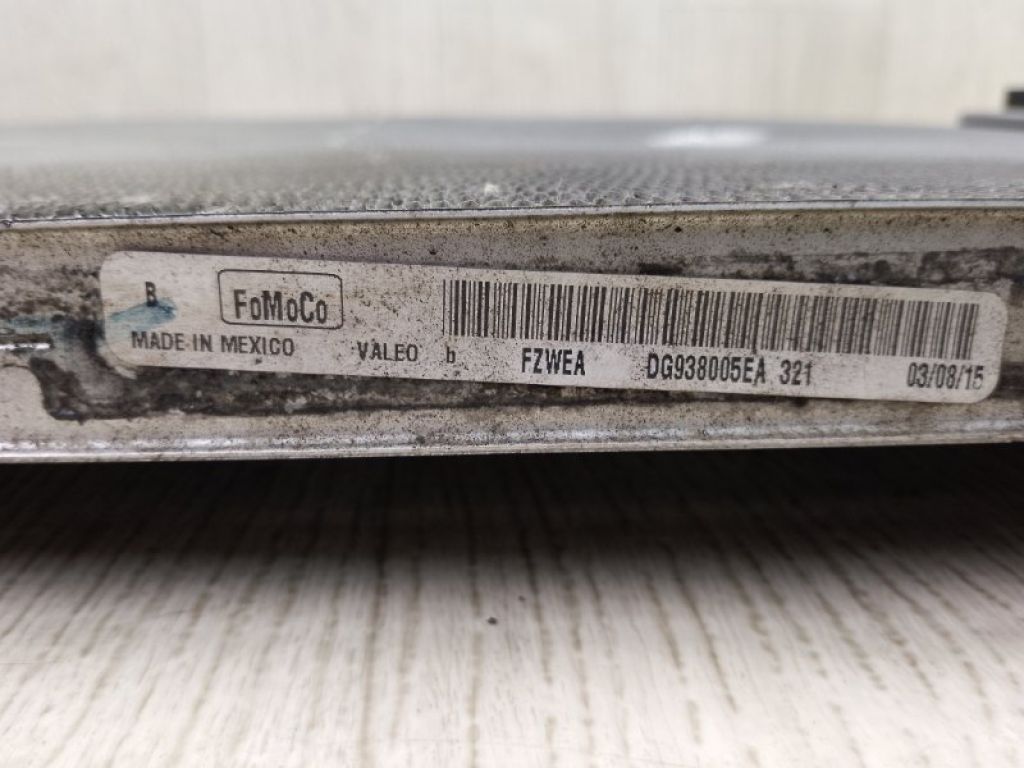 B
FoMoCo
MADE IN MEXICO VALEO b FZWEA DG938005EA 321 03/08/15